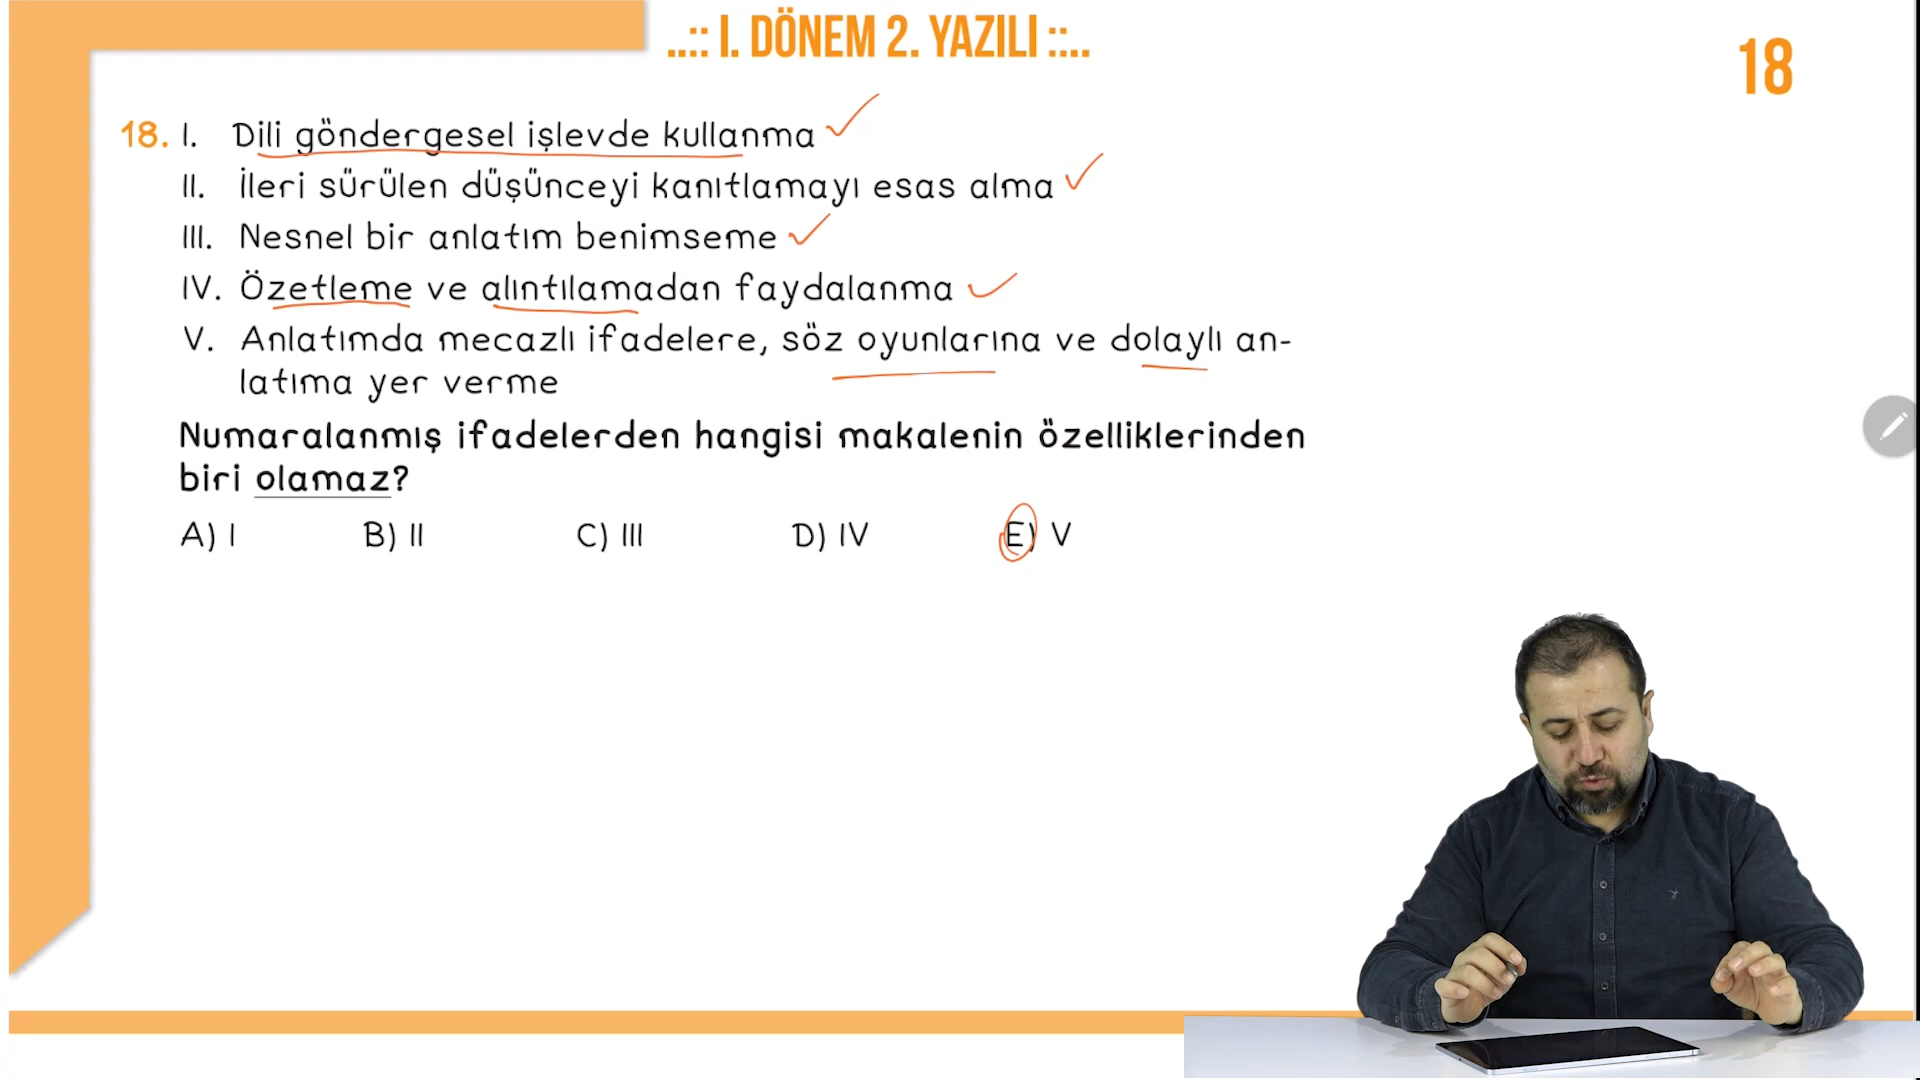 ..:: I. DÖNEM 2. YAZILI ::..
18
18. I. Dili göndergesel işlevde kullanma
II. İleri sürülen düşünceyi kanıtlamayı esas alma
III. Nesnel bir anlatım benimseme
IV. Özetleme ve alıntılamadan faydalanma
V. Anlatımda mecazlı ifadelere, söz oyunlarına ve dolaylı an-
latıma yer verme
Numaralanmış ifadelerden hangisi makalenin özelliklerinden
biri olamaz?
A) I B) II C) III D) IV E) V